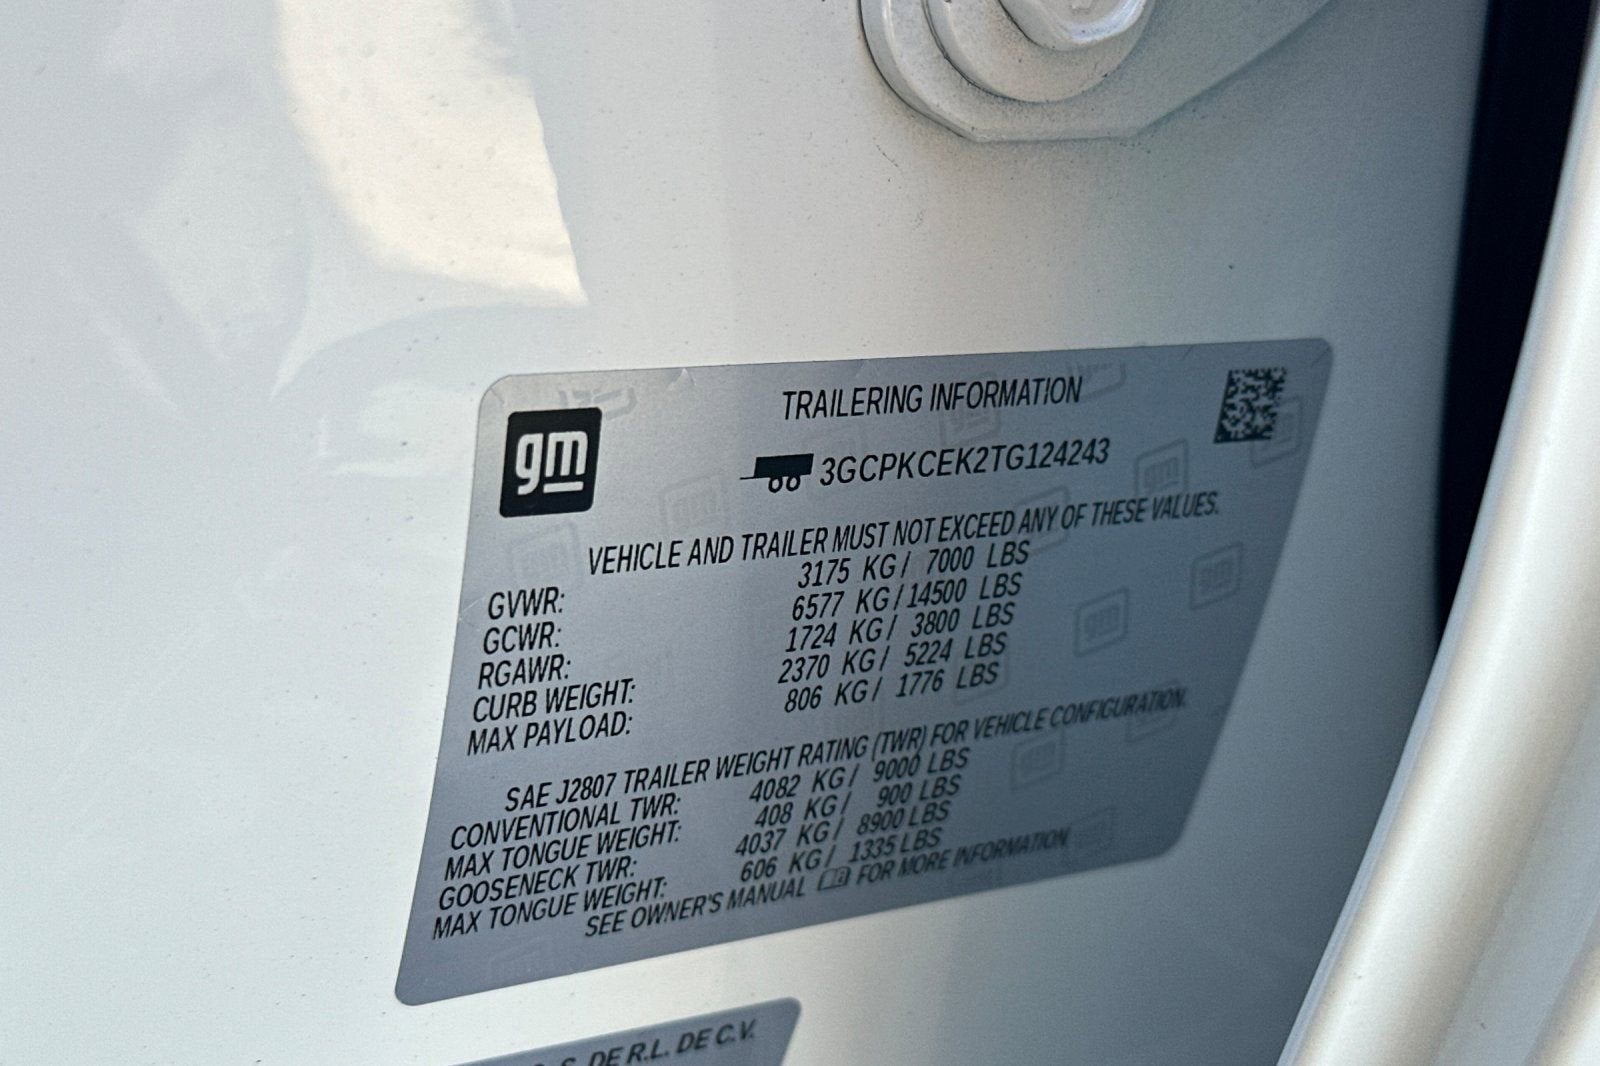 gm
TRAILERING INFORMATION
3GCPKCEK2TG124243
VEHICLE AND TRAILER MUST NOT EXCEED ANY OF THESE VALUES.
GVWR: 3175 KG / 7000 LBS
GCWR: 6577 KG / 14500 LBS
RGAWR: 1724 KG / 3800 LBS
CURB WEIGHT: 2370 KG / 5224 LBS
MAX PAYLOAD: 806 KG / 1776 LBS
SAE J2807 TRAILER WEIGHT RATING (TWR) FOR VEHICLE CONFIGURATION.
CONVENTIONAL TWR: 4082 KG / 9000 LBS
MAX TONGUE WEIGHT: 408 KG / 900 LBS
GOOSENECK TWR: 4037 KG / 8900 LBS
MAX TONGUE WEIGHT: 606 KG / 1335 LBS
SEE OWNER'S MANUAL FOR MORE INFORMATION
DE R.L. DE C.V.